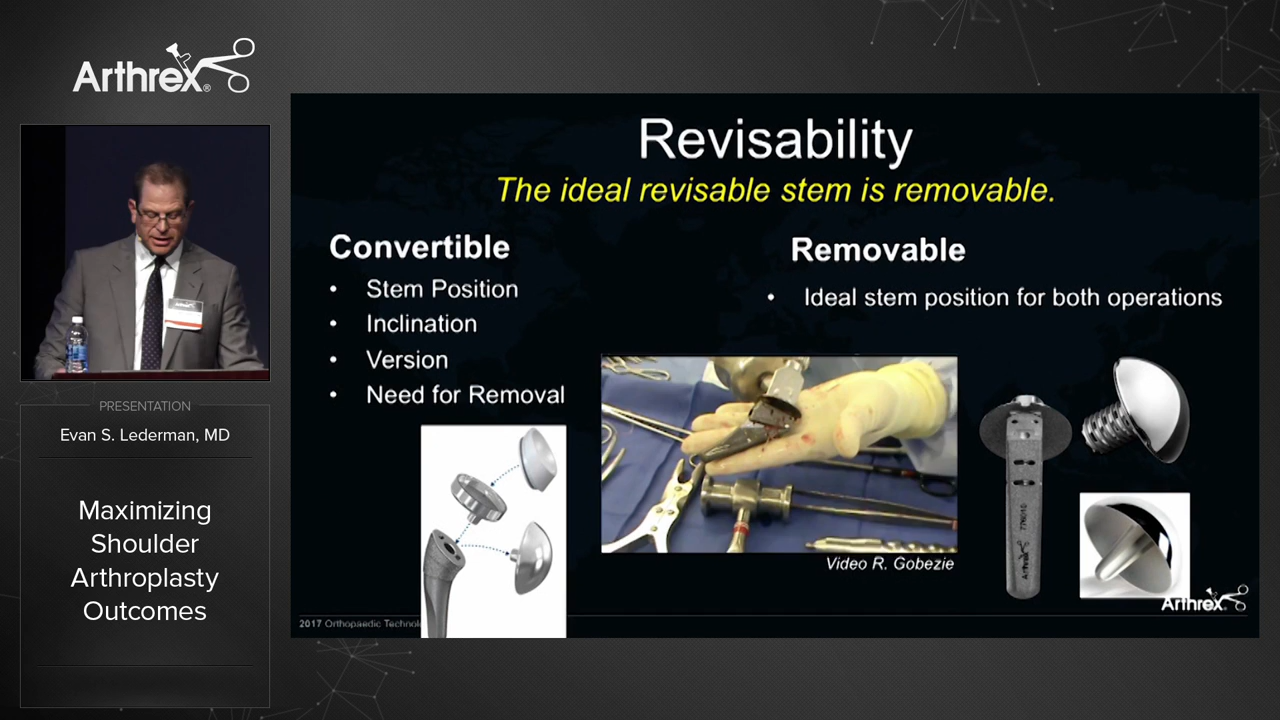 Arthrex®
PRESENTATION
Evan S. Lederman, MD
Maximizing
Shoulder
Arthroplasty
Outcomes
Revisability
The ideal revisable stem is removable.
Convertible
• Stem Position
• Inclination
• Version
• Need for Removal
Removable
• Ideal stem position for both operations
Video R. Gobezie
Arthrex
Arthrex
2017 Orthopaedic